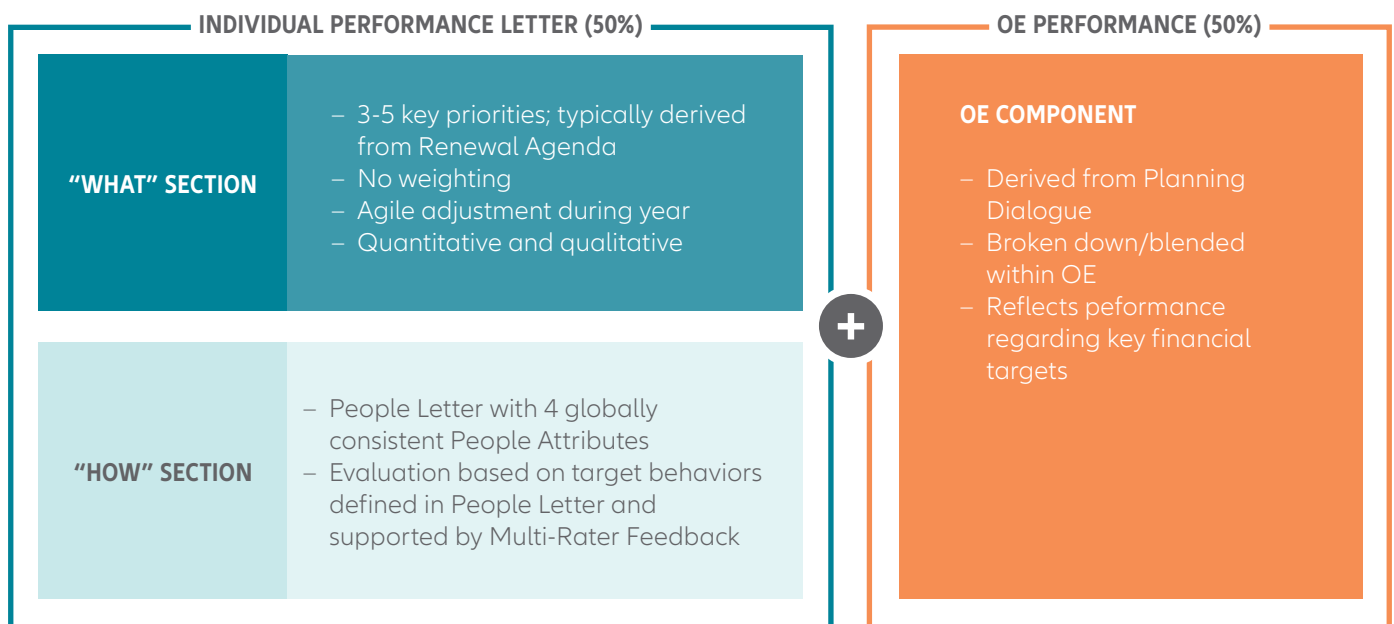 INDIVIDUAL PERFORMANCE LETTER (50%)
“WHAT” SECTION
– 3-5 key priorities; typically derived
from Renewal Agenda
– No weighting
– Agile adjustment during year
– Quantitative and qualitative
“HOW” SECTION
– People Letter with 4 globally
consistent People Attributes
– Evaluation based on target behaviors
defined in People Letter and
supported by Multi-Rater Feedback
+
OE PERFORMANCE (50%)
OE COMPONENT
– Derived from Planning
Dialogue
– Broken down/blended
within OE
– Reflects peformance
regarding key financial
targets